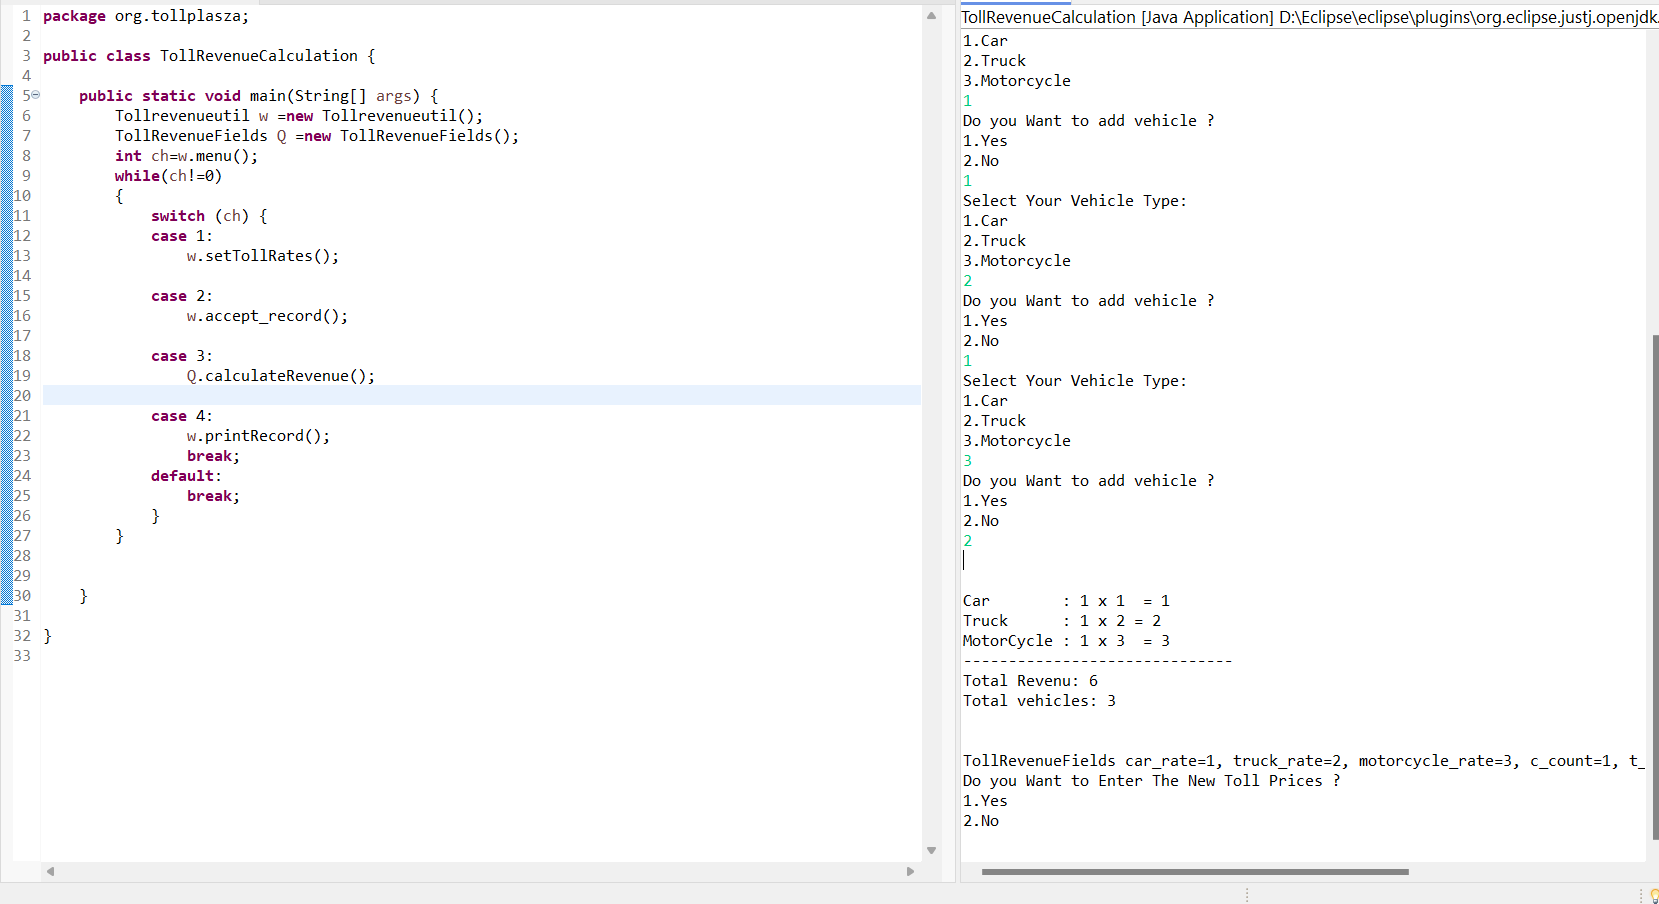 1 package org.tollplasza;
2
3 public class TollRevenueCalculation {
4
5 public static void main(String[] args) {
6 Tollrevenueutil w =new Tollrevenueutil();
7 TollRevenueFields Q =new TollRevenueFields();
8 int ch=w.menu();
9 while(ch!=0)
10 {
11 switch (ch) {
12 case 1:
13 w.setTollRates();
14
15 case 2:
16 w.accept_record();
17
18 case 3:
19 Q.calculateRevenue();
20
21 case 4:
22 w.printRecord();
23 break;
24 default:
25 break;
26 }
27 }
28
29
30 }
31
32 }
33
TollRevenueCalculation [Java Application] D:\Eclipse\eclipse\plugins\org.eclipse.justj.openjdk.
1.Car
2.Truck
3.Motorcycle
1
Do you Want to add vehicle ?
1.Yes
2.No
1
Select Your Vehicle Type:
1.Car
2.Truck
3.Motorcycle
2
Do you Want to add vehicle ?
1.Yes
2.No
1
Select Your Vehicle Type:
1.Car
2.Truck
3.Motorcycle
3
Do you Want to add vehicle ?
1.Yes
2.No
2
Car : 1 x 1 = 1
Truck : 1 x 2 = 2
MotorCycle : 1 x 3 = 3
------------------------------
Total Revenu: 6
Total vehicles: 3
TollRevenueFields car_rate=1, truck_rate=2, motorcycle_rate=3, c_count=1, t_
Do you Want to Enter The New Toll Prices ?
1.Yes
2.No